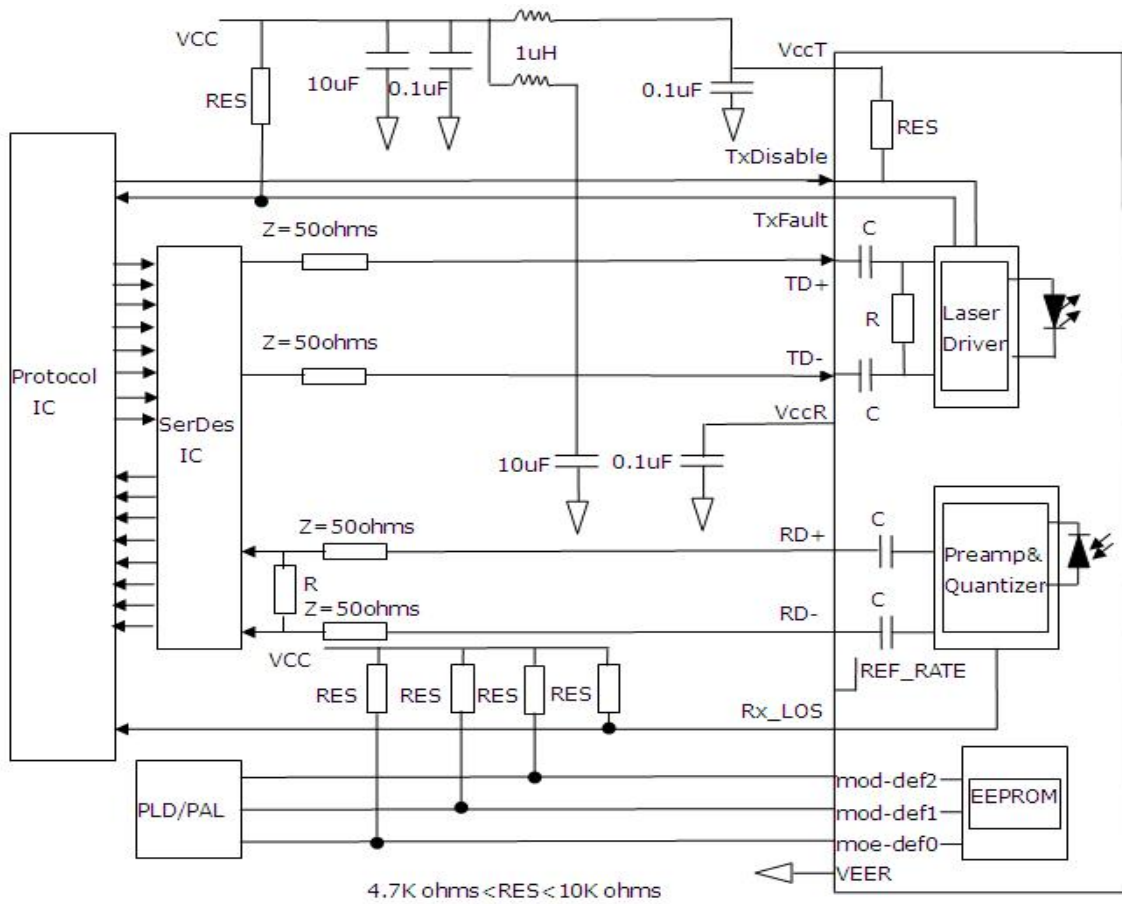 VCC
1uH
VccT
10uF
0.1uF
0.1uF
RES
RES
TxDisable
TxFault
Z=50ohms
C
TD+
R
Laser
Driver
Z=50ohms
TD-
C
Protocol
IC
SerDes
IC
VccR
10uF
0.1uF
Z=50ohms
RD+
C
Preamp&
Quantizer
R
Z=50ohms
RD-
C
VCC
REF_RATE
RES
RES
RES
RES
Rx_LOS
PLD/PAL
mod-def2
mod-def1
moe-def0
EEPROM
VEER
4.7K ohms<RES<10K ohms